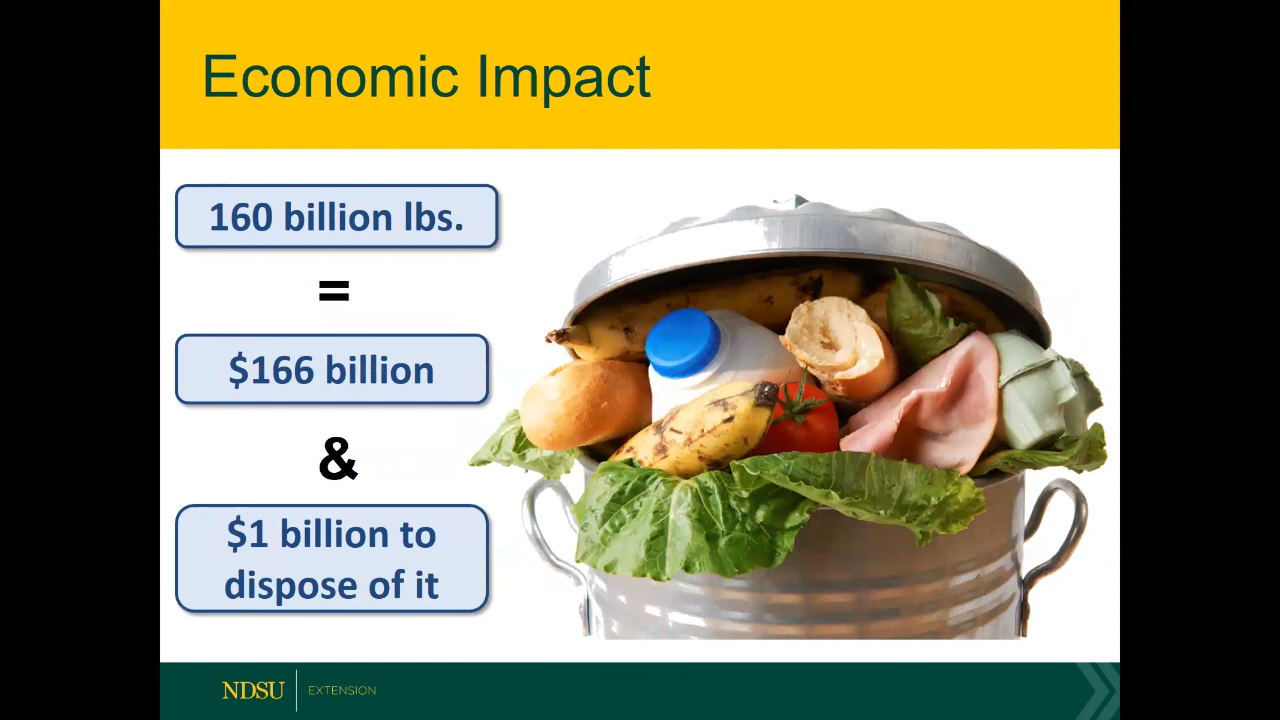 Economic Impact
160 billion lbs.
=
$166 billion
&
$1 billion to
dispose of it
NDSU EXTENSION